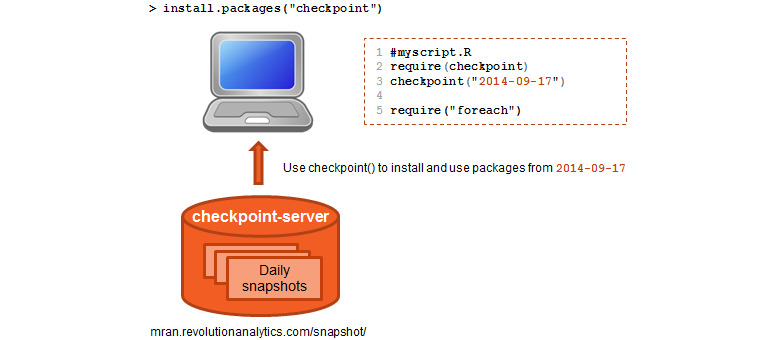 > install.packages("checkpoint")
1 #myscript.R
2 require(checkpoint)
3 checkpoint("2014-09-17")
4
5 require("foreach")
Use checkpoint() to install and use packages from 2014-09-17
checkpoint-server
Daily
snapshots
mran.revolutionanalytics.com/snapshot/